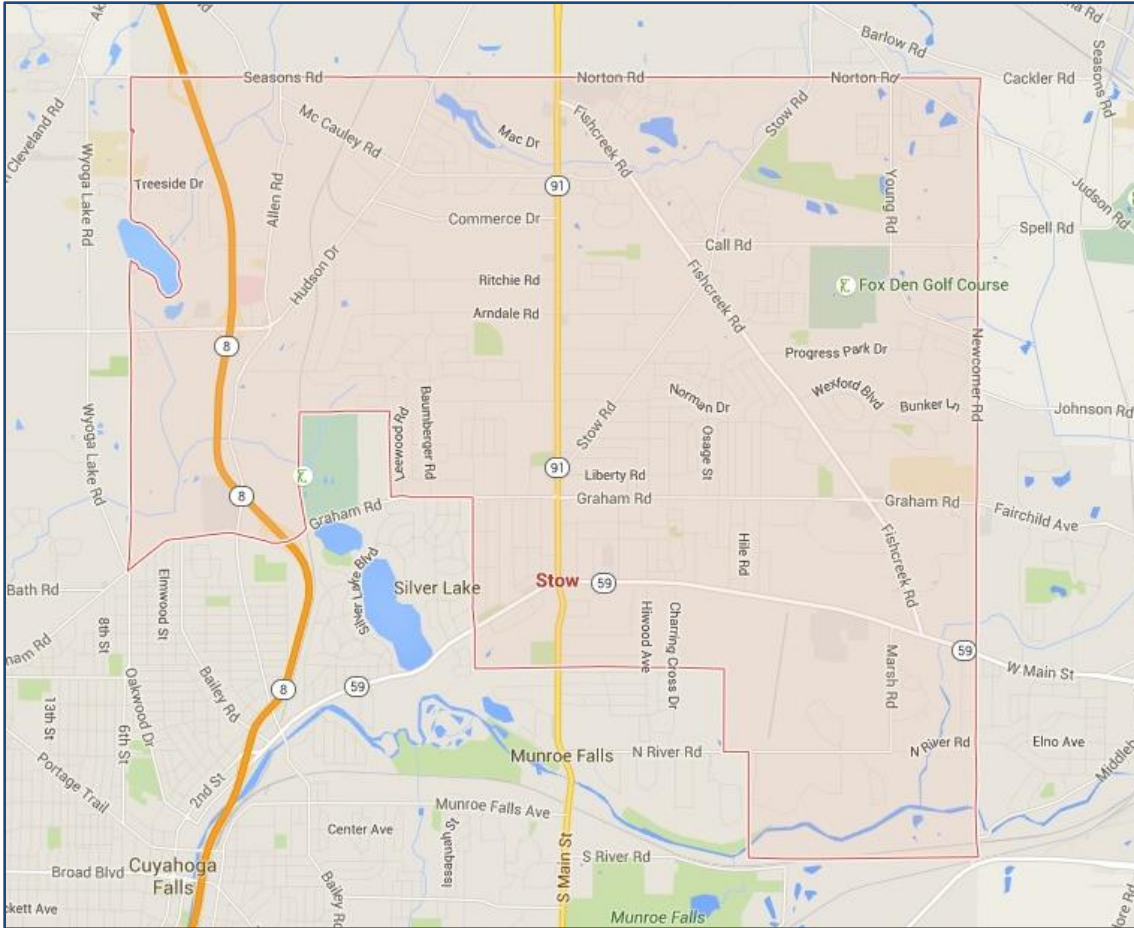 Barlow Rd
Seasons Rd
Norton Rd
Norton Rd
Cackler Rd
Seasons Rd
Cleveland Rd
Mc Cauley Rd
Mac Dr
Fishcreek Rd
Stow Rd
Wyoga Lake Rd
Treeside Dr
Allen Rd
91
Young Rd
Judson Rd
Commerce Dr
Call Rd
Spell Rd
Hudson Dr
Ritchie Rd
Fishcreek Rd
Fox Den Golf Course
Arndale Rd
8
Progress Park Dr
Newcomer Rd
Wexford Blvd
Norman Dr
Bunker Ln
Johnson Rd
Wyoga Lake Rd
Leewood Rd
Baumberger Rd
Stow Rd
Osage St
91
Liberty Rd
8
Graham Rd
Graham Rd
Graham Rd
Fairchild Ave
Fishcreek Rd
Hile Rd
Bath Rd
Elmwood St
Silver Lake Blvd
Silver Lake
Stow
59
8th St
Hiwood Ave
Charring Cross Dr
Marsh Rd
59
W Main St
13th St
6th St
Oakwood Dr
Bailey Rd
8
59
Munroe Falls
N River Rd
N River Rd
Elno Ave
Portage Trail
2nd St
Munroe Falls Ave
Center Ave
Issaquah St
S Main St
S River Rd
Broad Blvd
Cuyahoga
Falls
Bailey Rd
Munroe Falls